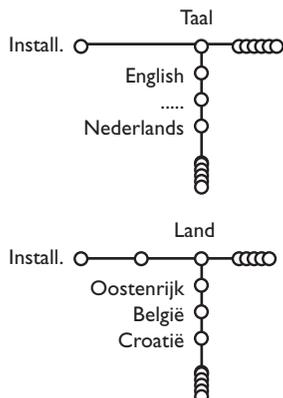 Taal
Install.
English
.....
Nederlands
Land
Install.
Oostenrijk
België
Croatië